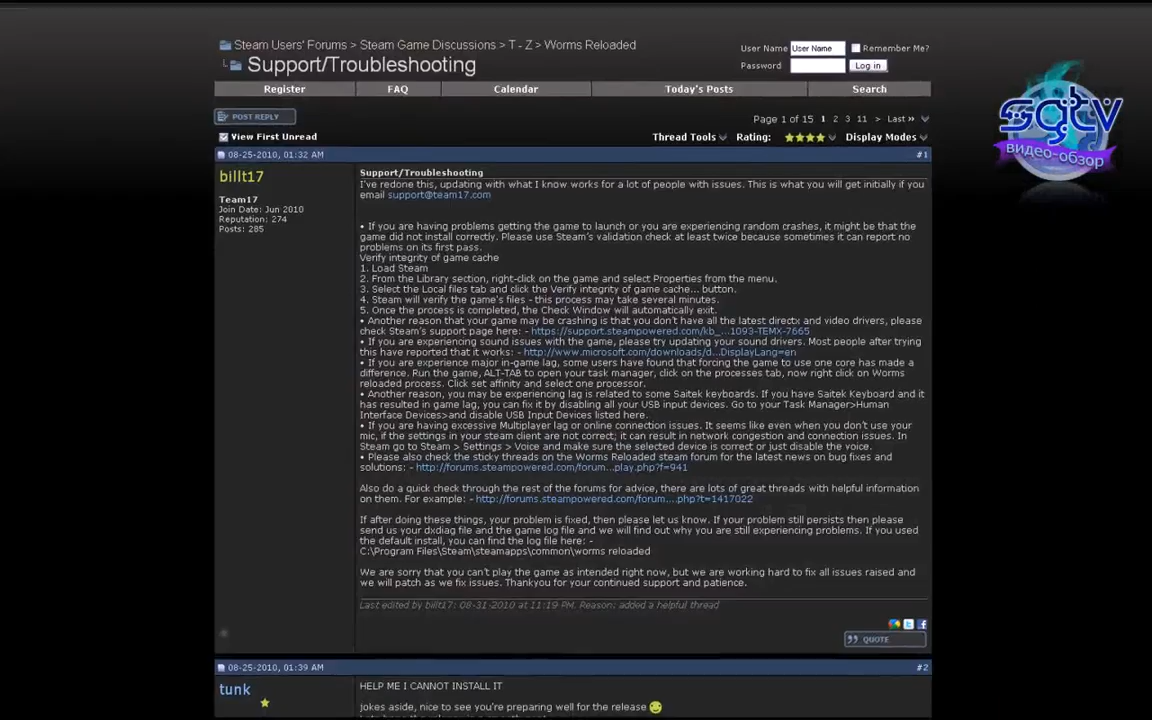 Steam Users' Forums > Steam Game Discussions > T - Z > Worms Reloaded
Support/Troubleshooting
User Name User Name Remember Me?
Password Log in
Register FAQ Calendar Today's Posts Search
POST REPLY
Page 1 of 15 1 2 3 11 > Last »
View First Unread
Thread Tools Rating: Display Modes
08-25-2010, 01:32 AM #1
billt17
Team17
Join Date: Jun 2010
Reputation: 274
Posts: 285
Support/Troubleshooting
I've redone this, updating with what I know works for a lot of people with issues. This is what you will get initially if you
email support@team17.com
• If you are having problems getting the game to launch or you are experiencing random crashes, it might be that the
game did not install correctly. Please use Steam's validation check at least twice because sometimes it can report no
problems on its first pass.
Verify integrity of game cache
1. Load Steam
2. From the Library section, right-click on the game and select Properties from the menu.
3. Select the Local files tab and click the Verify integrity of game cache... button.
4. Steam will verify the game's files - this process may take several minutes.
5. Once the process is completed, the Check Window will automatically exit.
• Another reason that your game may be crashing is that you don't have all the latest directx and video drivers, please
check Steam's support page here: - https://support.steampowered.com/kb_...1093-TEMX-7665
• If you are experiencing sound issues with the game, please try updating your sound drivers. Most people after trying
this have reported that it works: - http://www.microsoft.com/downloads/d...DisplayLang=en
• If you are experience major in-game lag, some users have found that forcing the game to use one core has made a
difference. Run the game, ALT-TAB to open your task manager, click on the processes tab, now right click on Worms
reloaded process. Click set affinity and select one processor.
• Another reason, you may be experiencing lag is related to some Saitek keyboards. If you have Saitek Keyboard and it
has resulted in game lag, you can fix it by disabling all your USB input devices. Go to your Task Manager>Human
Interface Devices>and disable USB Input Devices listed here.
• If you are having excessive Multiplayer lag or online connection issues. It seems like even when you don't use your
mic, if the settings in your steam client are not correct; it can result in network congestion and connection issues. In
Steam go to Steam > Settings > Voice and make sure the selected device is correct or just disable the voice.
• Please also check the sticky threads on the Worms Reloaded steam forum for the latest news on bug fixes and
solutions: - http://forums.steampowered.com/forum...play.php?f=941
Also do a quick check through the rest of the forums for advice, there are lots of great threads with helpful information
on them. For example: - http://forums.steampowered.com/forum....php?t=1417022
If after doing these things, your problem is fixed, then please let us know. If your problem still persists then please
send us your dxdiag file and the game log file and we will find out why you are still experiencing problems. If you used
the default install, you can find the log file here: -
C:\Program Files\Steam\steamapps\common\worms reloaded
We are sorry that you can't play the game as intended right now, but we are working hard to fix all issues raised and
we will patch as we fix issues. Thankyou for your continued support and patience.
Last edited by billt17: 08-31-2010 at 11:19 PM. Reason: added a helpful thread
QUOTE
08-25-2010, 01:39 AM #2
tunk
HELP ME I CANNOT INSTALL IT
jokes aside, nice to see you're preparing well for the release
sgtv
видео-обзор